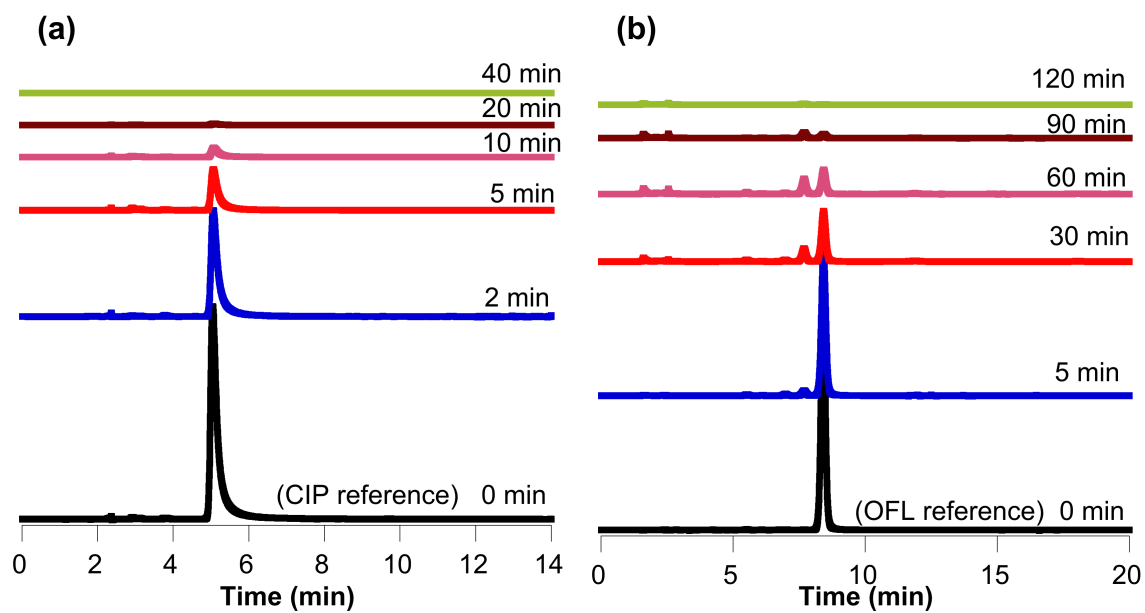 (a)
40 min
20 min
10 min
5 min
2 min
(CIP reference) 0 min
0 2 4 6 8 10 12 14
Time (min)
(b)
120 min
90 min
60 min
30 min
5 min
(OFL reference) 0 min
0 5 10 15 20
Time (min)